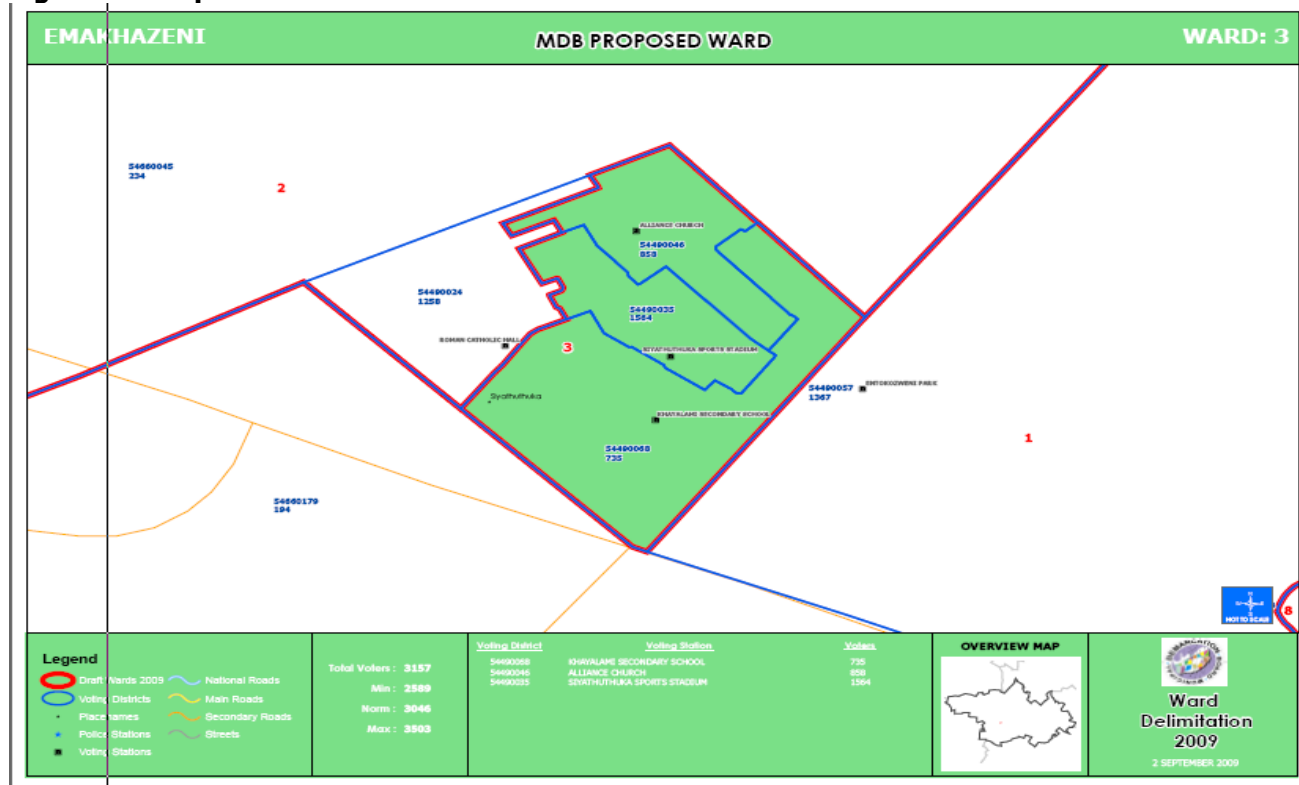 EMAKHAZENI
MDB PROPOSED WARD
WARD: 3
54660045
234
2
ALLIANCE CHURCH
54490046
858
54490024
1258
54490035
1564
ROMAN CATHOLIC HALL
3
SIYATHUTHUKA SPORTS STADIUM
54490057
1367
ENTOKOZWENI PARK
Siyathuthuka
KHAYALAMI SECONDARY SCHOOL
1
54490068
735
54660179
194
NOT TO SCALE
8
Legend
Draft Wards 2009
National Roads
Voting Districts
Main Roads
Placenames
Secondary Roads
Police Stations
Streets
Voting Stations
Total Voters : 3157
Min : 2589
Norm : 3046
Max : 3503
Voting District Voting Station Voters
54490068 KHAYALAMI SECONDARY SCHOOL 735
54490046 ALLIANCE CHURCH 858
54490035 SIYATHUTHUKA SPORTS STADIUM 1564
OVERVIEW MAP
Ward
Delimitation
2009
2 SEPTEMBER 2009